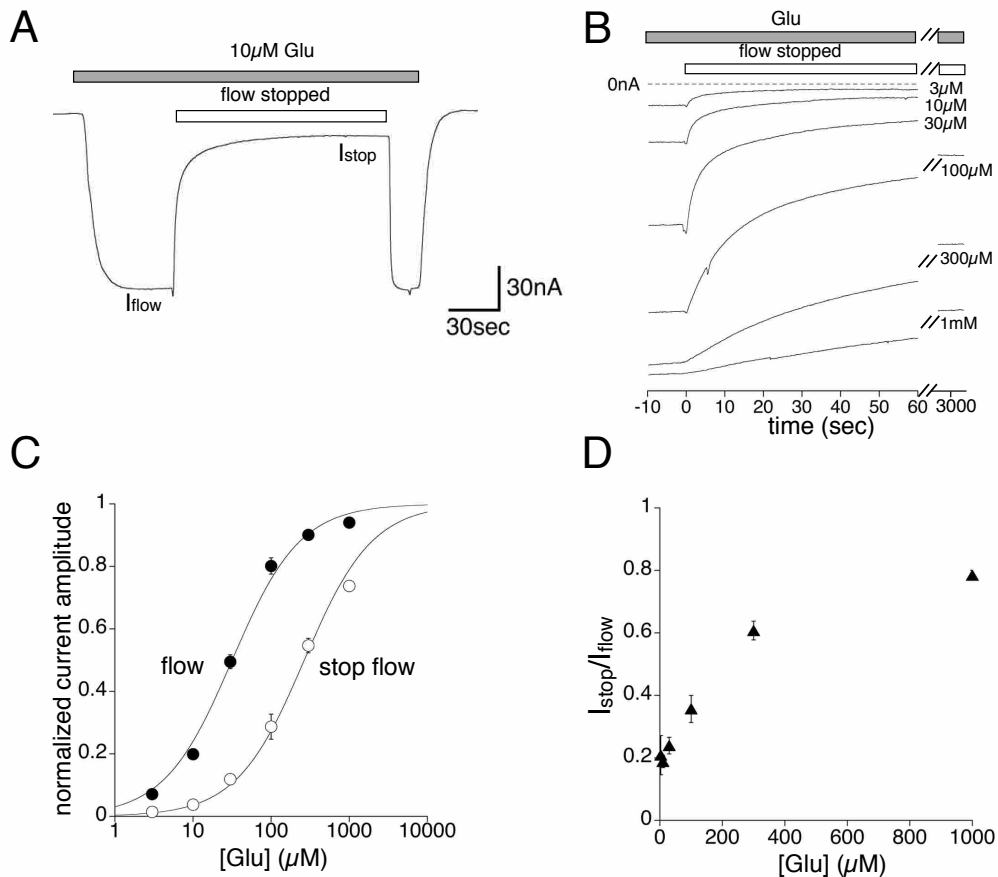 A
10µM Glu
flow stopped
Istop
Iflow
30nA
30sec
B
Glu
flow stopped
0nA
3µM
10µM
30µM
100µM
300µM
1mM
-10 0 10 20 30 40 50 60 3000
time (sec)
C
normalized current amplitude
1
0.8
0.6
0.4
0.2
0
flow
stop flow
1 10 100 1000 10000
[Glu] (µM)
D
Istop/Iflow
1
0.8
0.6
0.4
0.2
0
0 200 400 600 800 1000
[Glu] (µM)